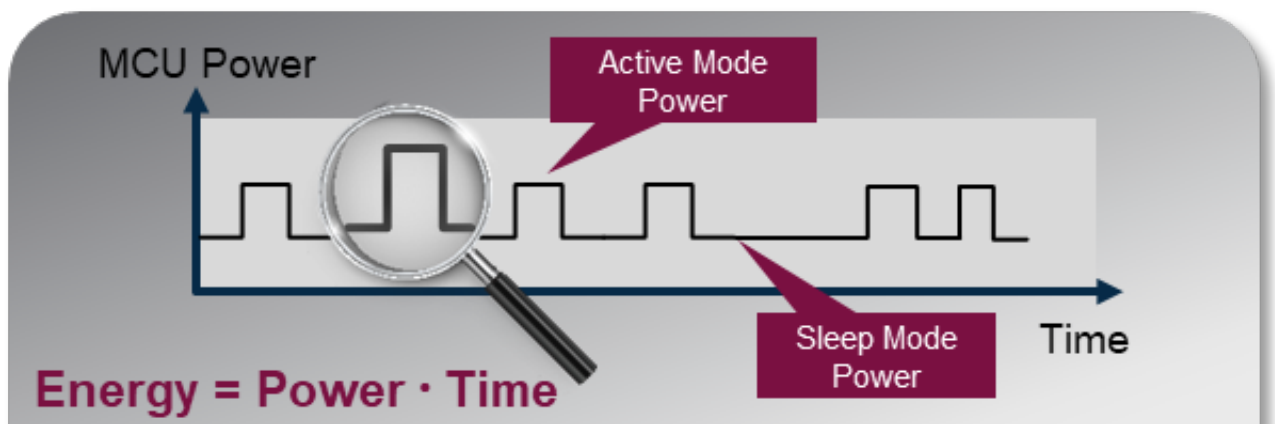 MCU Power
Active Mode
Power
Sleep Mode
Power
Time
Energy = Power · Time